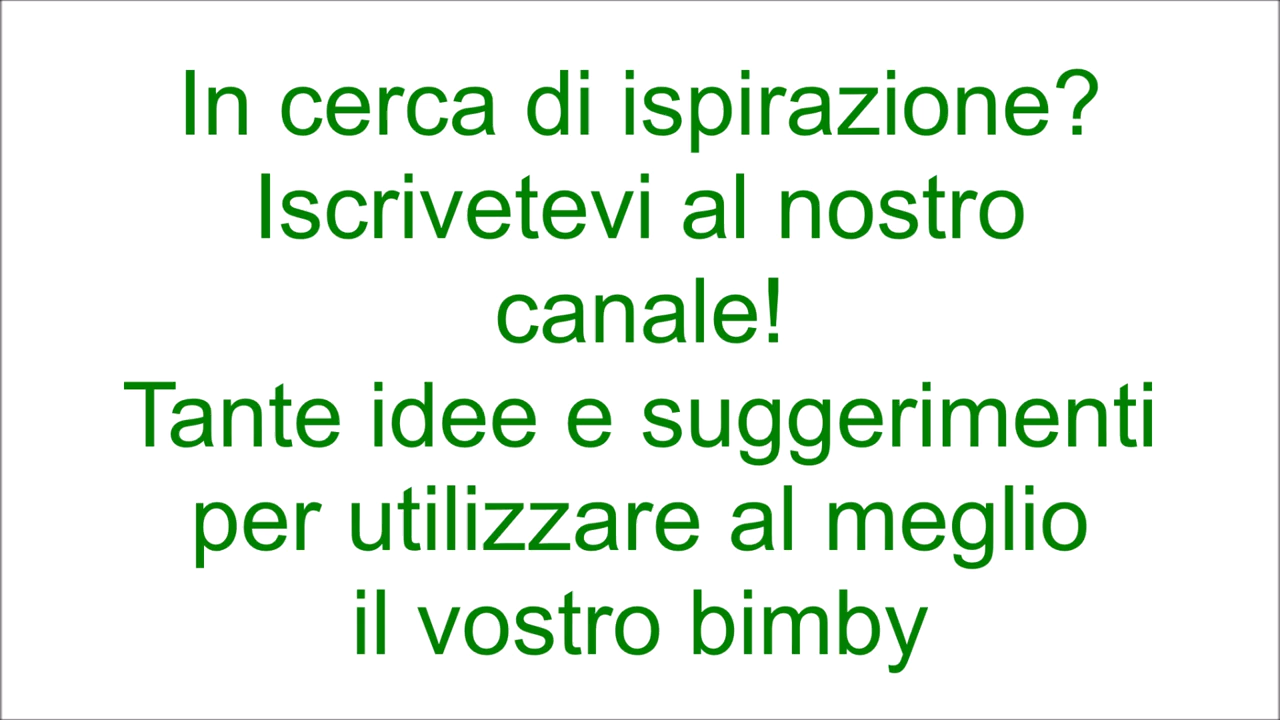 In cerca di ispirazione?
Iscrivetevi al nostro
canale!
Tante idee e suggerimenti
per utilizzare al meglio
il vostro bimby